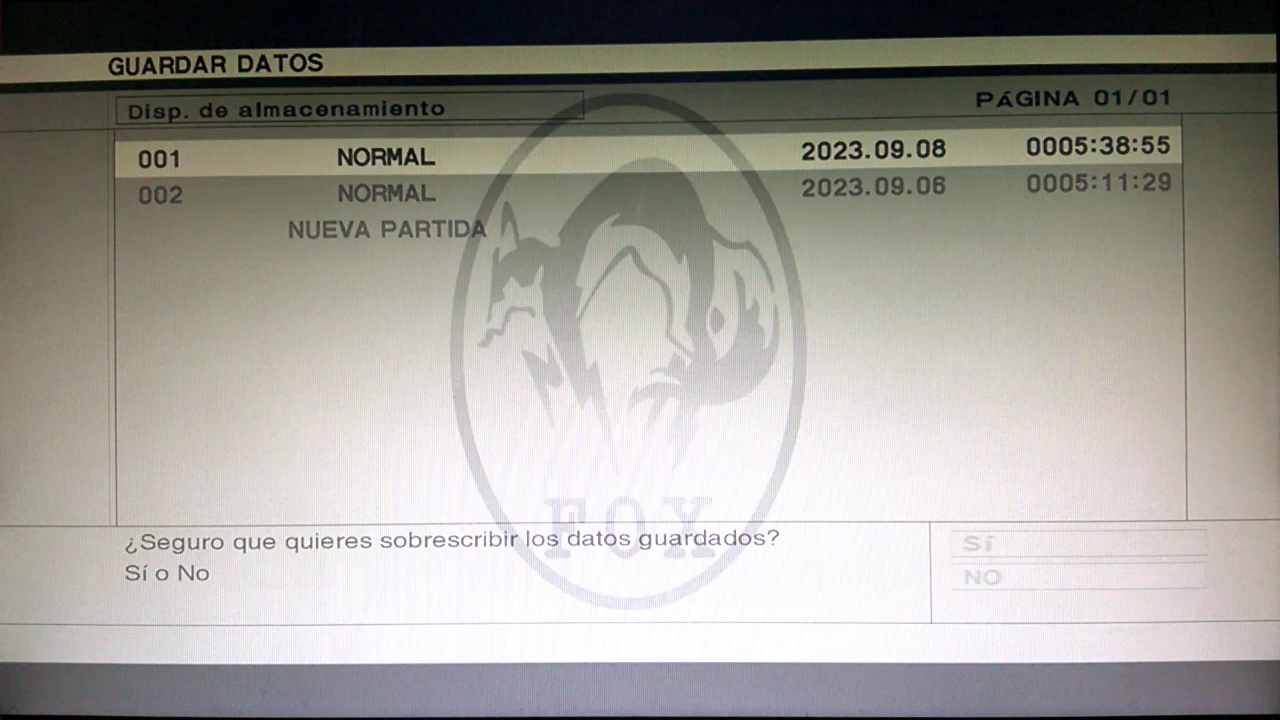 GUARDAR DATOS
Disp. de almacenamiento PÁGINA 01/01
001 NORMAL 2023.09.08 0005:38:55
002 NORMAL 2023.09.06 0005:11:29
NUEVA PARTIDA
FOX
¿Seguro que quieres sobrescribir los datos guardados? SÍ
Sí o No NO